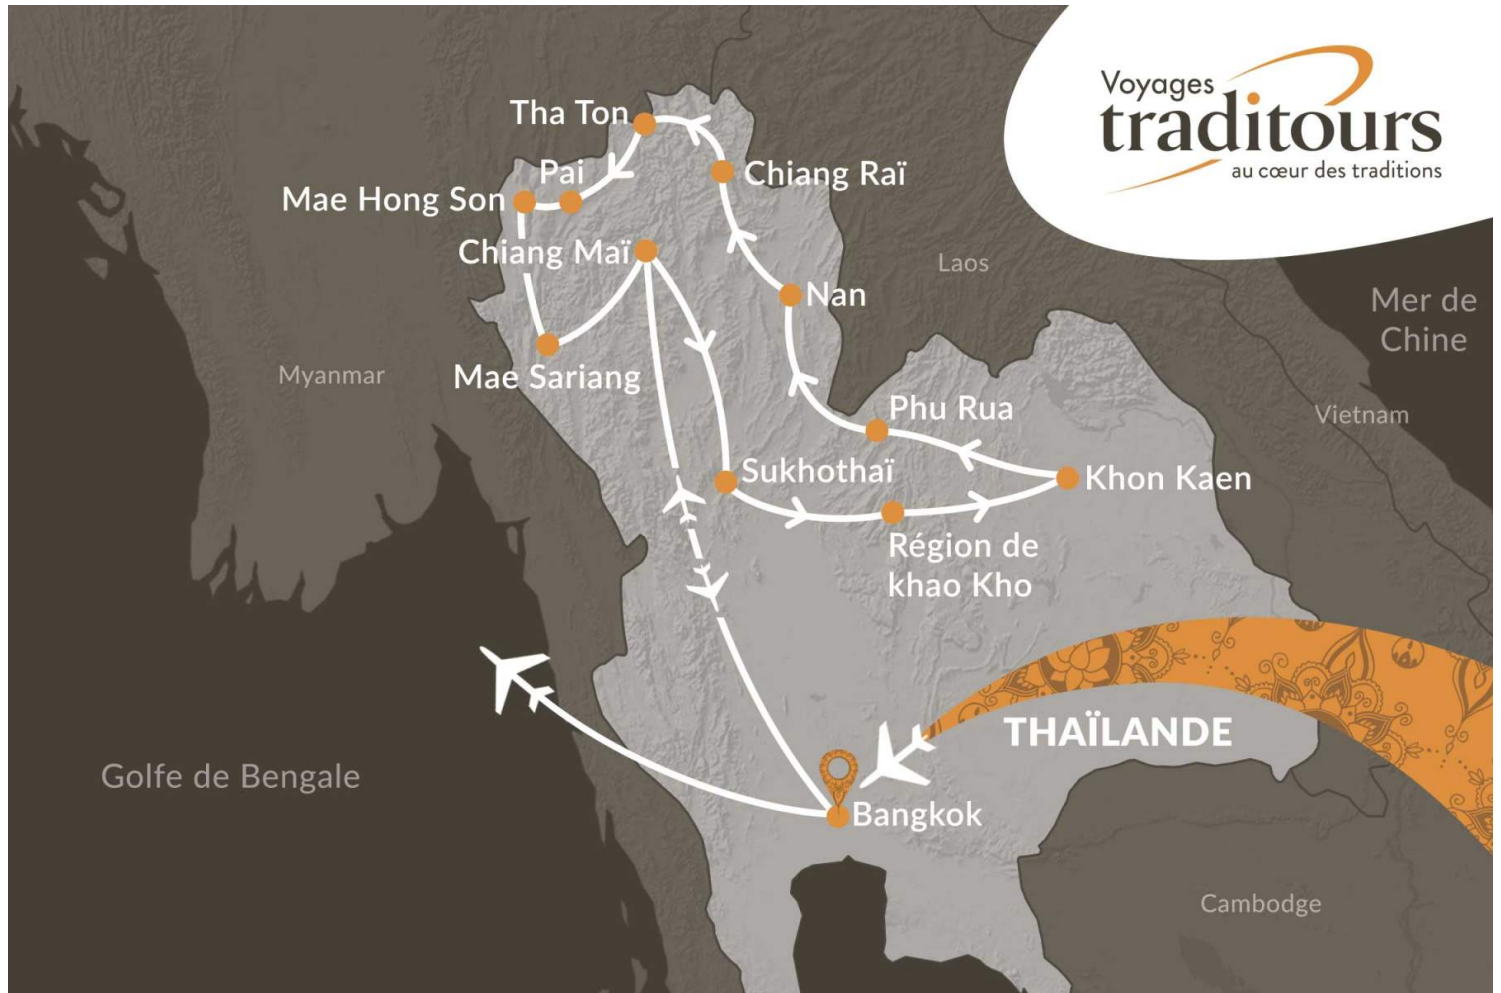 Voyages
traditours
au cœur des traditions
Tha Ton
Pai
Chiang Raï
Mae Hong Son
Chiang Maï
Laos
Nan
Mer de
Chine
Myanmar
Mae Sariang
Phu Rua
Vietnam
Sukhothaï
Khon Kaen
Région de
khao Kho
THAÏLANDE
Golfe de Bengale
Bangkok
Cambodge